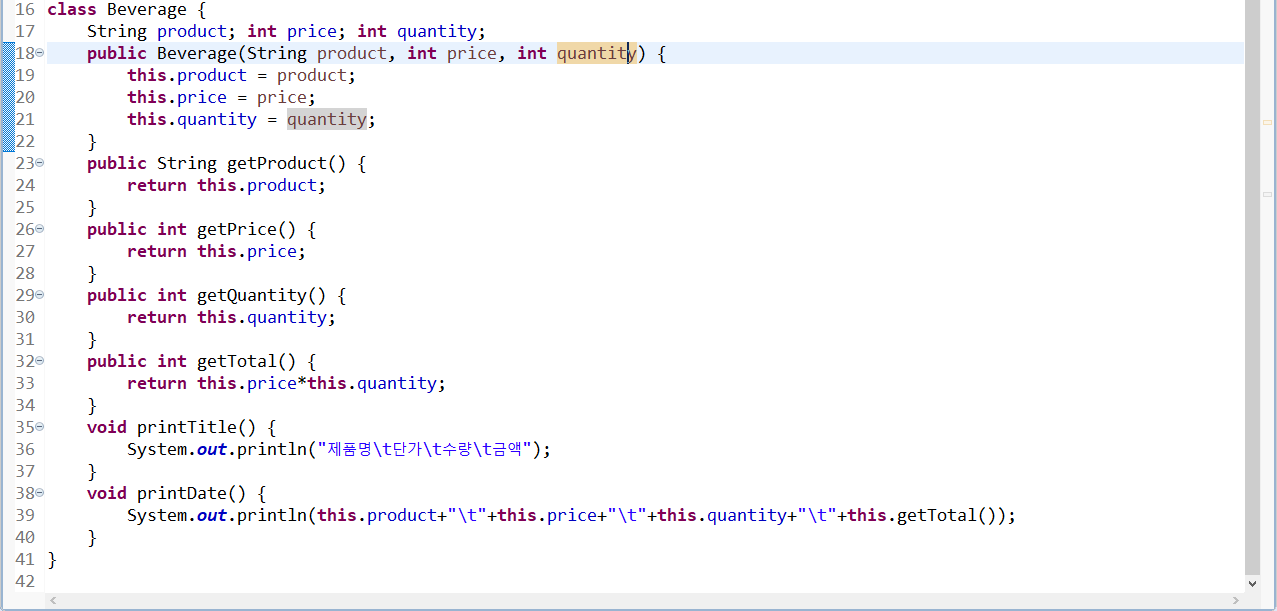 16 class Beverage {
17 String product; int price; int quantity;
18 public Beverage(String product, int price, int quantity) {
19 this.product = product;
20 this.price = price;
21 this.quantity = quantity;
22 }
23 public String getProduct() {
24 return this.product;
25 }
26 public int getPrice() {
27 return this.price;
28 }
29 public int getQuantity() {
30 return this.quantity;
31 }
32 public int getTotal() {
33 return this.price*this.quantity;
34 }
35 void printTitle() {
36 System.out.println("제품명\t단가\t수량\t금액");
37 }
38 void printDate() {
39 System.out.println(this.product+"\t"+this.price+"\t"+this.quantity+"\t"+this.getTotal());
40 }
41 }
42